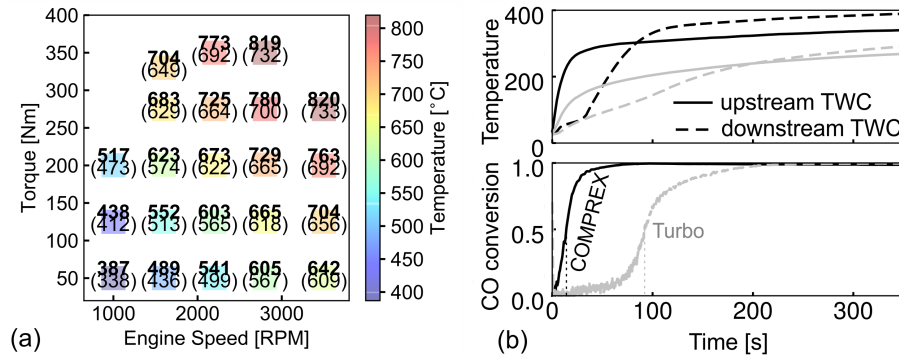 400
350
300
250
200
150
100
50
Torque [Nm]
704 773 819
(649) (692) (732)
683 725 780 820
(629) (664) (700) (733)
517 623 673 729 763
(473) (574) (622) (665) (692)
438 552 603 665 704
(412) (513) (565) (618) (656)
387 489 541 605 642
(338) (436) (499) (567) (609)
1000 2000 3000
Engine Speed [RPM]
(a)
800
750
700
650
600
550
500
450
400
Temperature [°C]
400
200
0
Temperature
upstream TWC
downstream TWC
1.0
0.5
0.0
CO conversion
COMPREX
Turbo
0 100 200 300
Time [s]
(b)